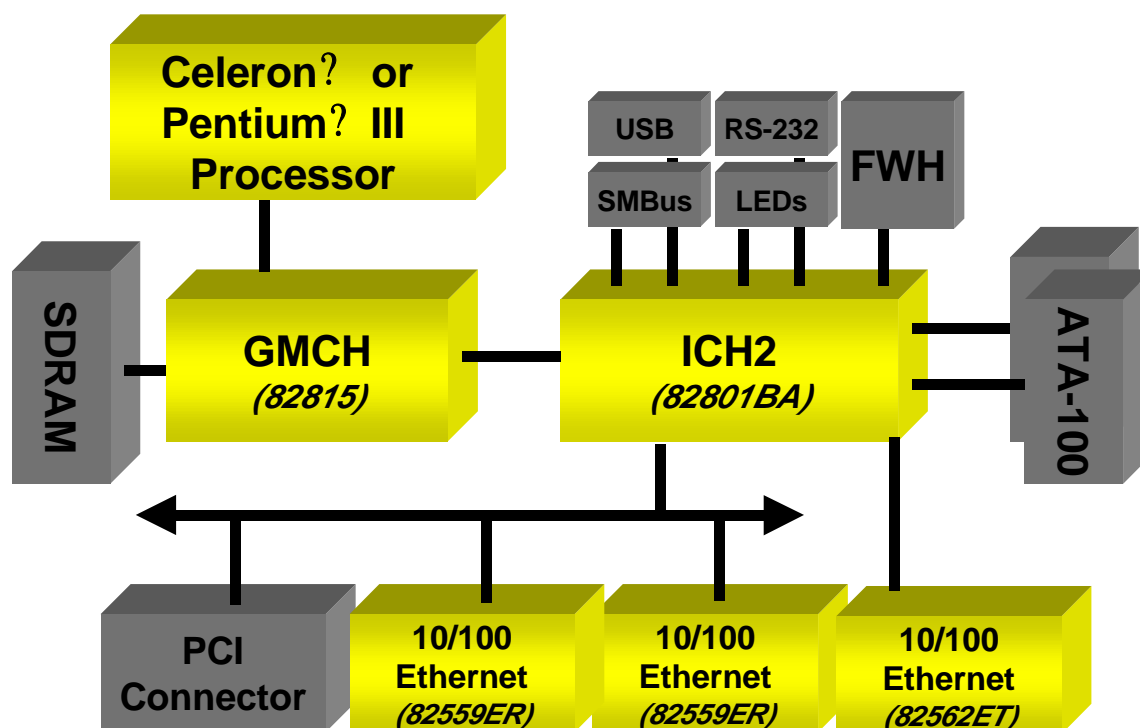 Celeron? or
Pentium? III
Processor
USB
RS-232
FWH
SMBus
LEDs
SDRAM
GMCH
(82815)
ICH2
(82801BA)
ATA-100
PCI
Connector
10/100
Ethernet
(82559ER)
10/100
Ethernet
(82559ER)
10/100
Ethernet
(82562ET)